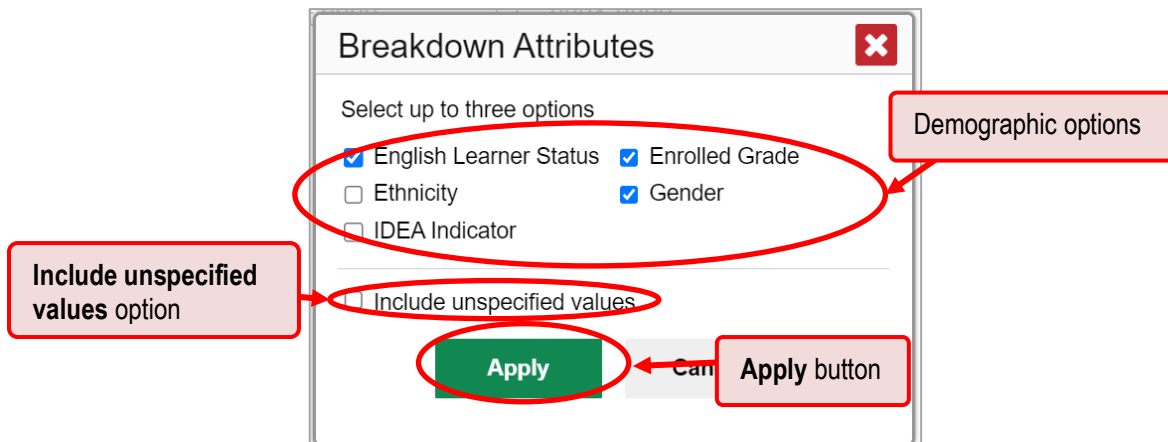 Breakdown Attributes
Select up to three options
Demographic options
English Learner Status Enrolled Grade
Ethnicity Gender
IDEA Indicator
Include unspecified
values option
Include unspecified values
Apply Can
Apply button